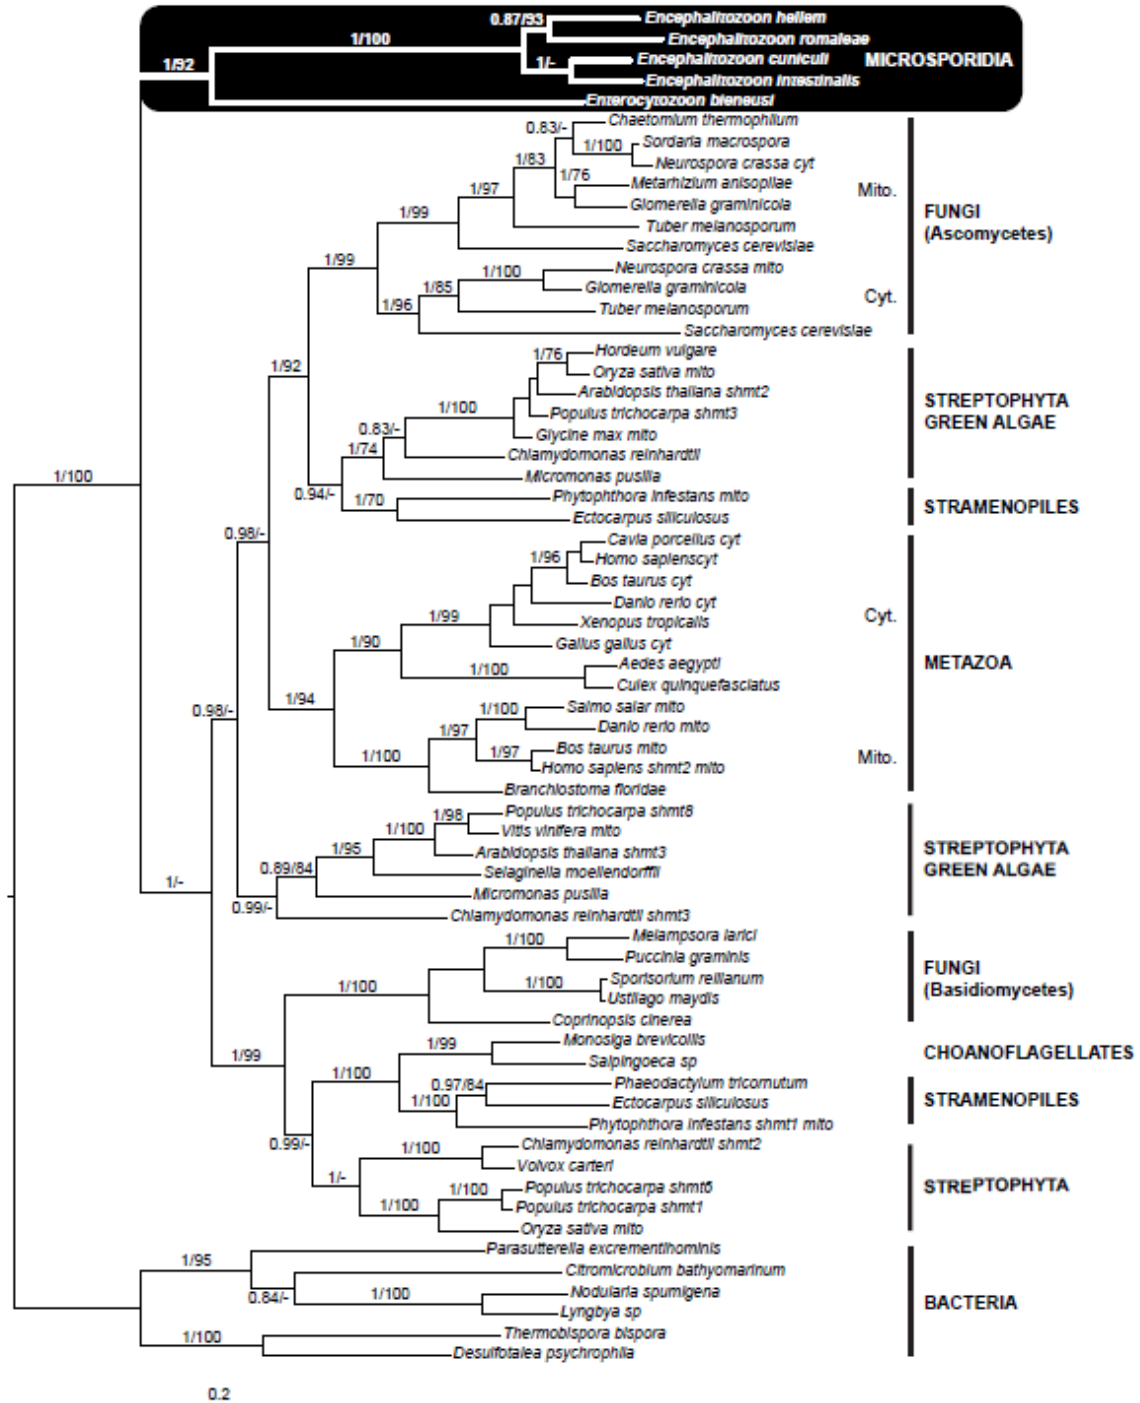 0.87/93 Encephalitozoon hellem
1/100 Encephalitozoon romaleae
1/92 1/- Encephalitozoon cuniculi MICROSPORIDIA
Encephalitozoon intestinalis
Enterocytozoon bieneusi
0.83/- Chaetomium thermophilum
1/100 Sordaria macrospora
1/83 Neurospora crassa cyt
1/97 1/76 Metarhizium anisopliae Mito.
1/99 Glomerella graminicola FUNGI
Tuber melanosporum (Ascomycetes)
Saccharomyces cerevisiae
1/99 1/100 Neurospora crassa mito
1/85 Glomerella graminicola Cyt.
1/96 Tuber melanosporum
Saccharomyces cerevisiae
1/92 1/76 Hordeum vulgare
Oryza sativa mito
Arabidopsis thaliana shmt2 STREPTOPHYTA
1/100 Populus trichocarpa shmt3 GREEN ALGAE
0.83/- Glycine max mito
1/74 Chlamydomonas reinhardtii
1/100 Micromonas pusilla
0.94/- 1/70 Phytophthora infestans mito STRAMENOPILES
Ectocarpus siliculosus
0.98/- Cavia porcellus cyt
1/96 Homo sapienscyt
Bos taurus cyt
Danio rerio cyt Cyt.
1/99 Xenopus tropicalis
1/90 Gallus gallus cyt
1/100 Aedes aegypti METAZOA
Culex quinquefasciatus
0.98/- 1/94 1/100 Salmo salar mito
1/97 Danio rerio mito
1/100 1/97 Bos taurus mito Mito.
Homo sapiens shmt2 mito
Branchiostoma floridae
1/98 Populus trichocarpa shmt8
1/100 Vitis vinifera mito
1/95 Arabidopsis thaliana shmt3 STREPTOPHYTA
0.89/84 Selaginella moellendorffii GREEN ALGAE
1/- Micromonas pusilla
0.99/- Chlamydomonas reinhardtii shmt3
1/100 Melampsora larici
Puccinia graminis FUNGI
1/100 1/100 Sporisorium reilianum (Basidiomycetes)
Ustilago maydis
Coprinopsis cinerea
1/99 1/99 Monosiga brevicollis CHOANOFLAGELLATES
1/100 Salpingoeca sp
0.97/84 Phaeodactylum tricornutum
1/100 Ectocarpus siliculosus STRAMENOPILES
Phytophthora infestans shmt1 mito
0.99/- 1/100 Chlamydomonas reinhardtii shmt2
Volvox carteri
1/- 1/100 Populus trichocarpa shmt6 STREPTOPHYTA
1/100 Populus trichocarpa shmt1
Oryza sativa mito
1/95 Parasutterella excrementihominis
Citromicrobium bathyomarinum
0.84/- 1/100 Nodularia spumigena BACTERIA
Lyngbya sp
1/100 Thermobispora bispora
Desulfotalea psychrophila
0.2